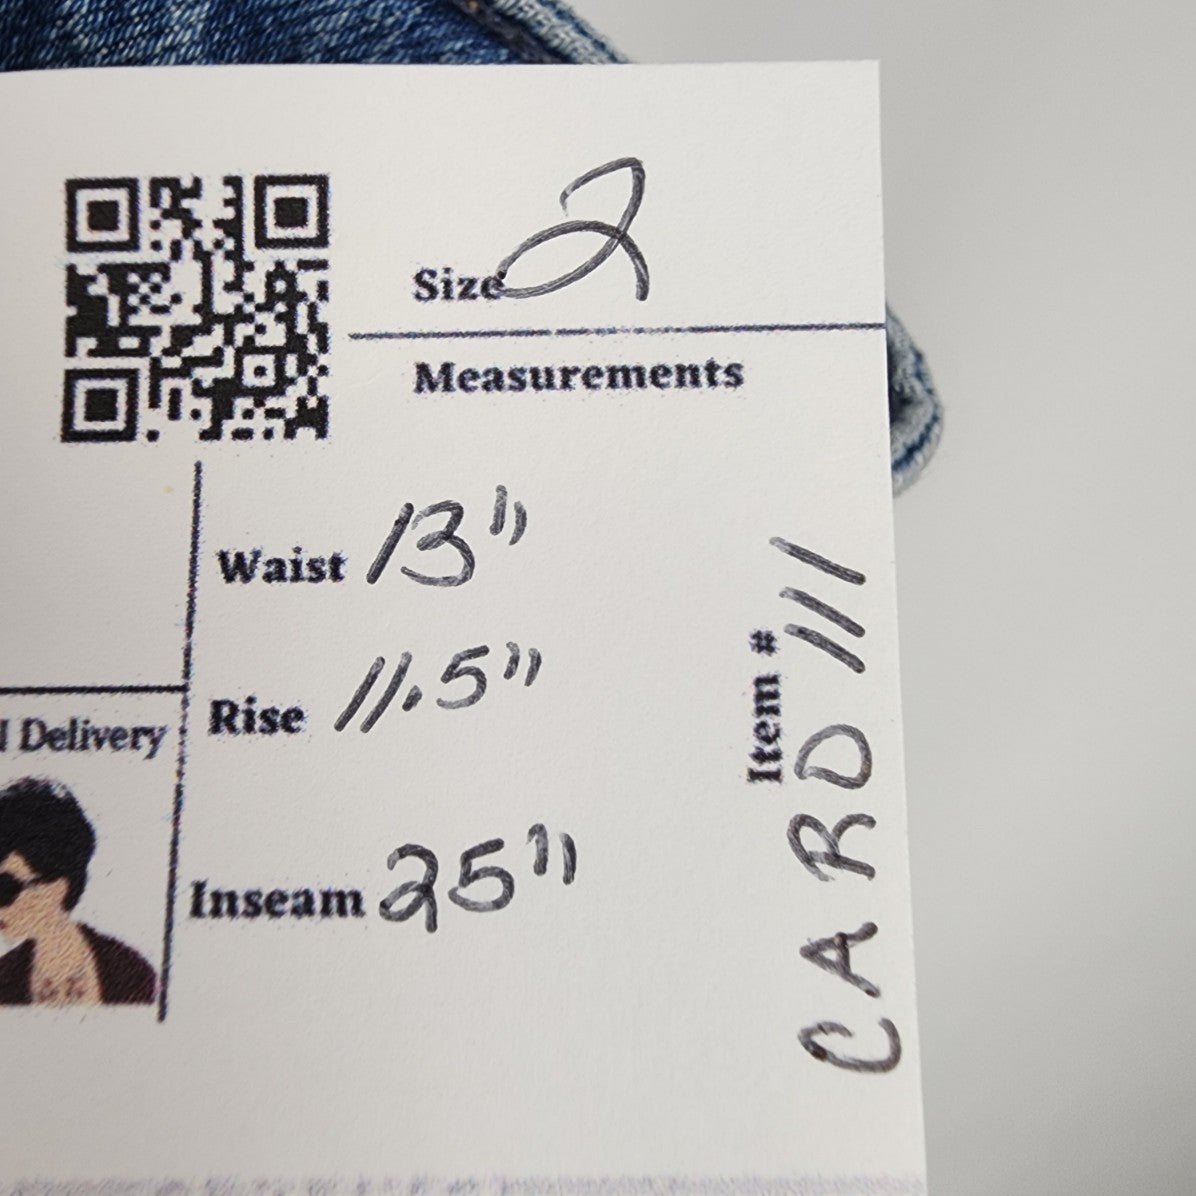 Size 2
Measurements
Waist 13"
Rise 11.5"
Inseam 25"
l Delivery
Item # CARD 111